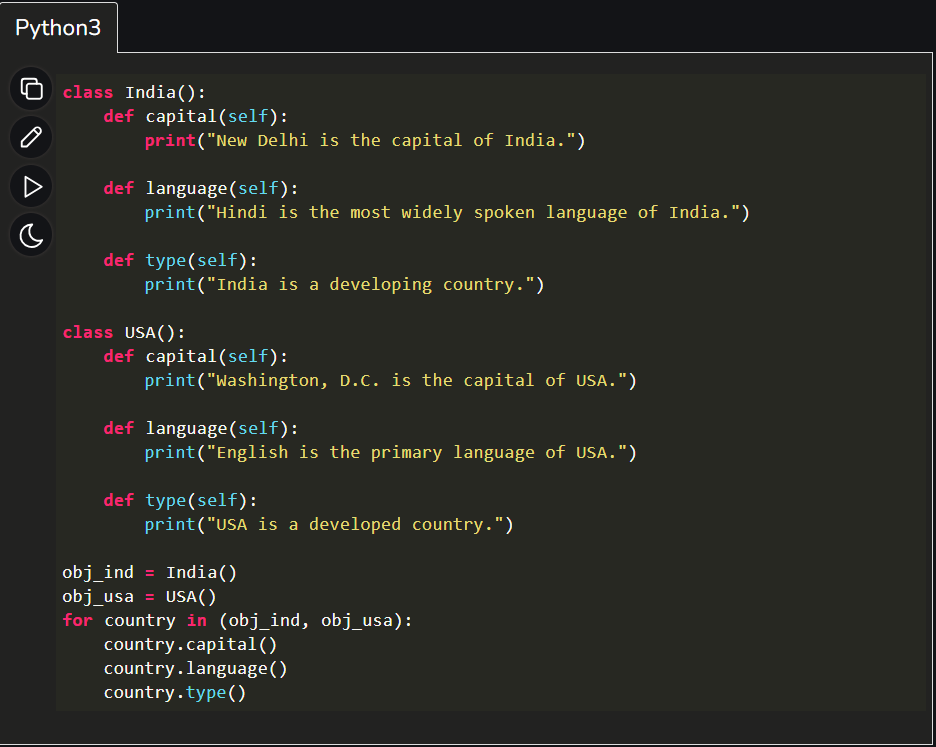 Python3
class India():
    def capital(self):
        print("New Delhi is the capital of India.")
    def language(self):
        print("Hindi is the most widely spoken language of India.")
    def type(self):
        print("India is a developing country.")
class USA():
    def capital(self):
        print("Washington, D.C. is the capital of USA.")
    def language(self):
        print("English is the primary language of USA.")
    def type(self):
        print("USA is a developed country.")
obj_ind = India()
obj_usa = USA()
for country in (obj_ind, obj_usa):
    country.capital()
    country.language()
    country.type()